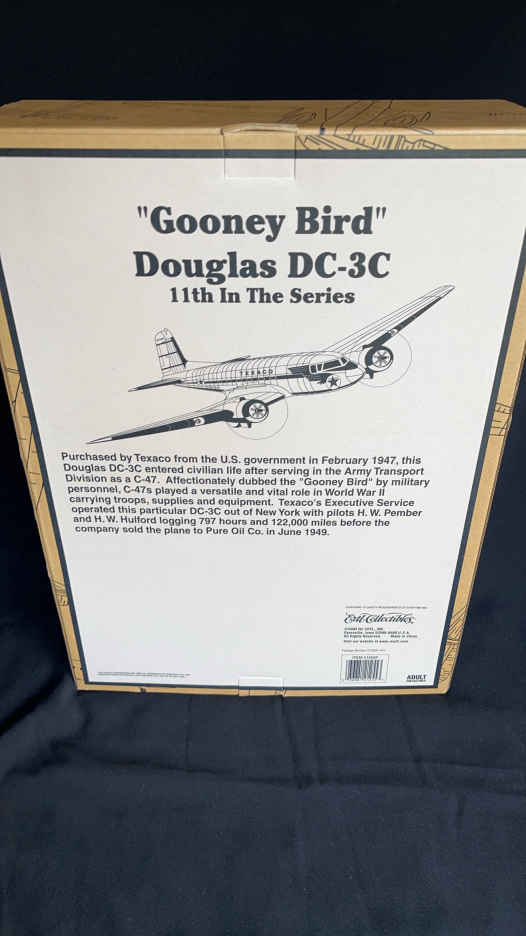 "Gooney Bird"
Douglas DC-3C
11th In The Series
TEXACO
Purchased by Texaco from the U.S. government in February 1947, this
Douglas DC-3C entered civilian life after serving in the Army Transport
Division as a C-47. Affectionately dubbed the "Gooney Bird" by military
personnel, C-47s played a versatile and vital role in World War II
carrying troops, supplies and equipment. Texaco's Executive Service
operated this particular DC-3C out of New York with pilots H. W. Pember
and H. W. Hulford logging 797 hours and 122,000 miles before the
company sold the plane to Pure Oil Co. in June 1949.
Ertl Collectibles
Made in China
ADULT